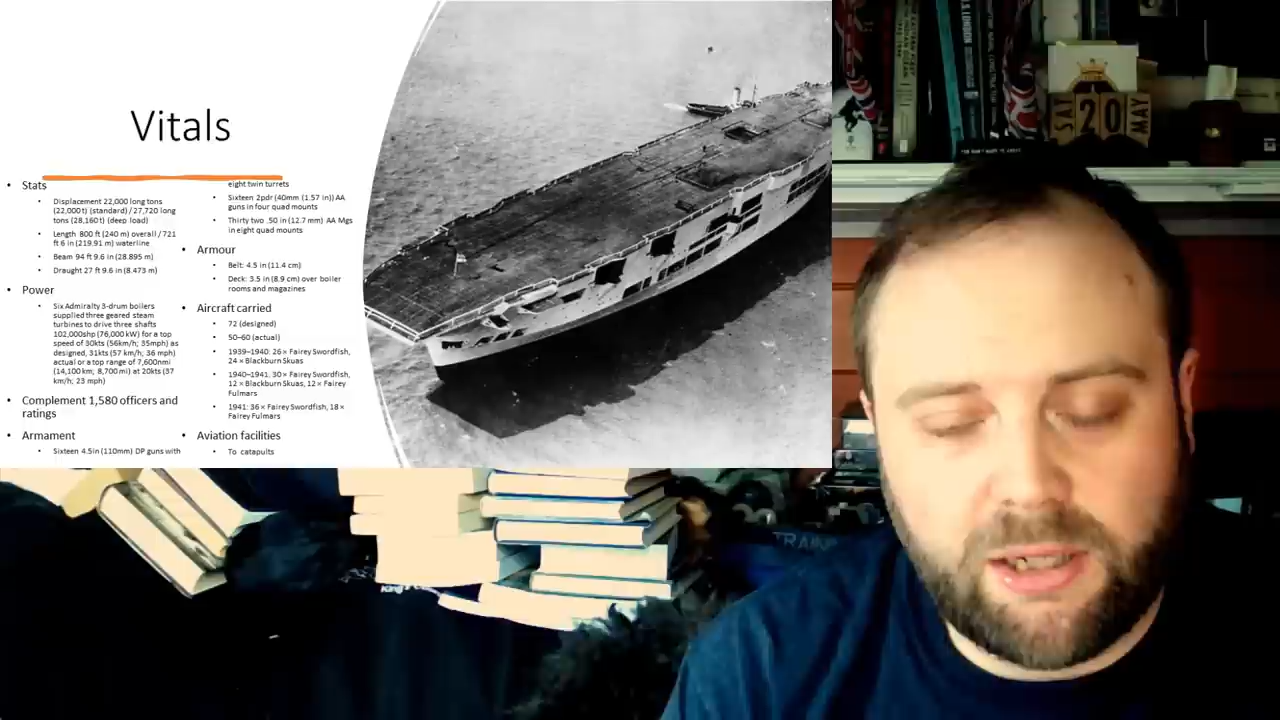 Vitals
• Stats
• Displacement 22,000 long tons
(22,000 t) (standard) / 27,720 long
tons (28,160 t) (deep load)
• Length 800 ft (240 m) overall / 721
ft 6 in (219.91 m) waterline
• Beam 94 ft 9.6 in (28.895 m)
• Draught 27 ft 9.6 in (8.473 m)
• Power
• Six Admiralty 3-drum boilers
supplied three geared steam
turbines to drive three shafts
102,000shp (76,000 kW) for a top
speed of 30kts (56km/h; 35mph) as
designed, 31kts (57 km/h; 36 mph)
actual or a top range of 7,600nmi
(14,100 km; 8,700 mi) at 20kts (37
km/h; 23 mph)
• Complement 1,580 officers and
ratings
• Armament
• Sixteen 4.5in (110mm) DP guns with
eight twin turrets
• Sixteen 2pdr (40mm (1.57 in)) AA
guns in four quad mounts
• Thirty two .50 in (12.7 mm) AA Mgs
in eight quad mounts
• Armour
• Belt: 4.5 in (11.4 cm)
• Deck: 3.5 in (8.9 cm) over boiler
rooms and magazines
• Aircraft carried
• 72 (designed)
• 50–60 (actual)
• 1939–1940: 26 × Fairey Swordfish,
24 × Blackburn Skuas
• 1940–1941. 30 × Fairey Swordfish,
12 × Blackburn Skuas, 12 × Fairey
Fulmars
• 1941: 36 × Fairey Swordfish, 18 ×
Fairey Fulmars
• Aviation facilities
• To catapults
SAT
20
MAY